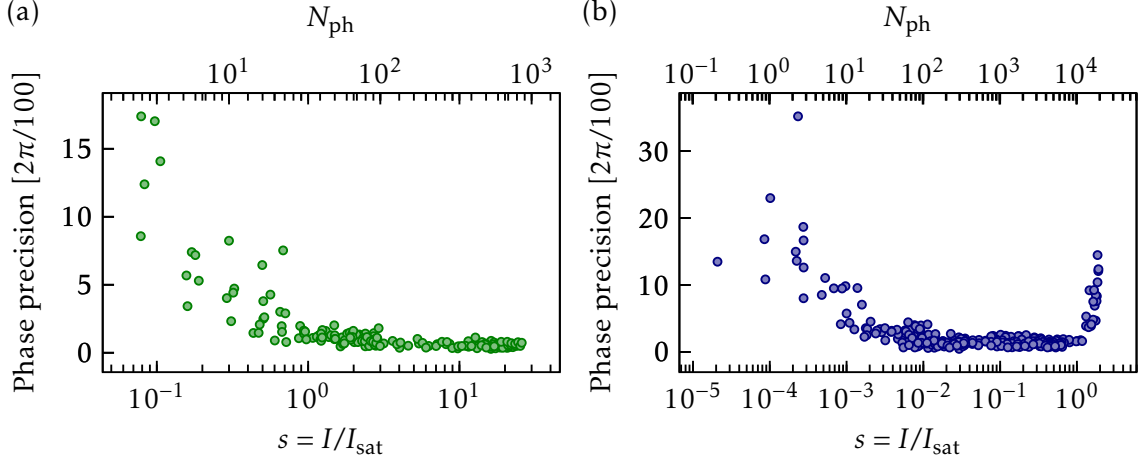 (a)
N_ph
10^1 10^2 10^3
Phase precision [2π/100]
15
10
5
0
10^−1 10^0 10^1
s = I/I_sat
(b)
N_ph
10^−1 10^0 10^1 10^2 10^3 10^4
Phase precision [2π/100]
30
20
10
0
10^−5 10^−4 10^−3 10^−2 10^−1 10^0
s = I/I_sat